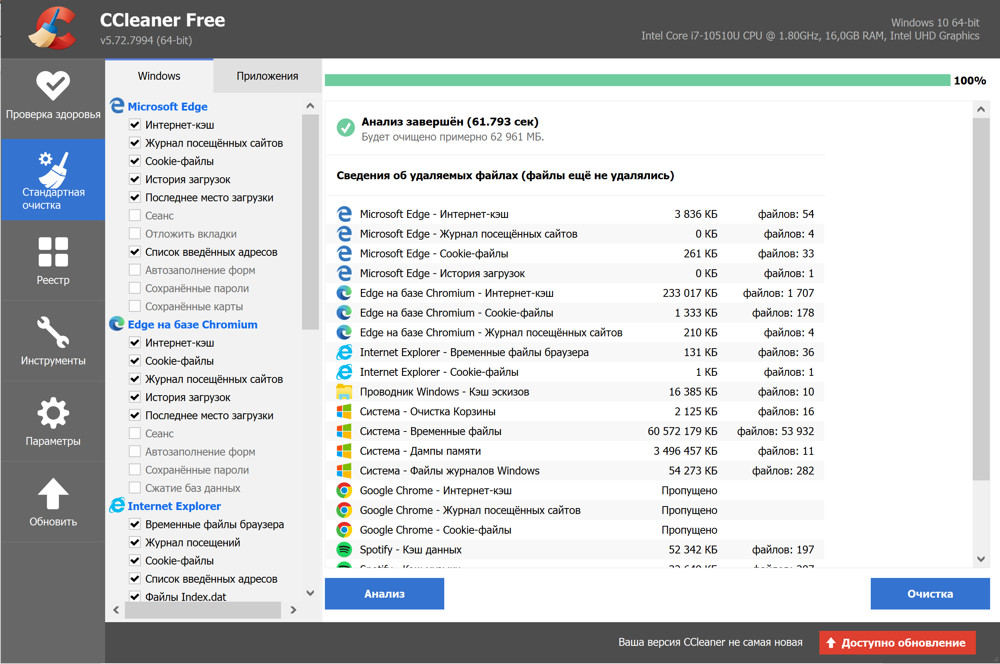 CCleaner Free
v5.72.7994 (64-bit)
Windows 10 64-bit
Intel Core i7-10510U CPU @ 1.80GHz, 16,0GB RAM, Intel UHD Graphics
Проверка здоровья
Стандартная
очистка
Реестр
Инструменты
Параметры
Обновить
Windows
Приложения
Microsoft Edge
Интернет-кэш
Журнал посещённых сайтов
Cookie-файлы
История загрузок
Последнее место загрузки
Сеанс
Отложить вкладки
Список введённых адресов
Автозаполнение форм
Сохранённые пароли
Сохранённые карты
Edge на базе Chromium
Интернет-кэш
Cookie-файлы
Журнал посещённых сайтов
История загрузок
Последнее место загрузки
Сеанс
Автозаполнение форм
Сохранённые пароли
Сжатие баз данных
Internet Explorer
Временные файлы браузера
Журнал посещений
Cookie-файлы
Список введённых адресов
Файлы Index.dat
100%
Анализ завершён (61.793 сек)
Будет очищено примерно 62 961 МБ.
Сведения об удаляемых файлах (файлы ещё не удалялись)
Microsoft Edge - Интернет-кэш 3 836 КБ файлов: 54
Microsoft Edge - Журнал посещённых сайтов 0 КБ файлов: 4
Microsoft Edge - Cookie-файлы 261 КБ файлов: 33
Microsoft Edge - История загрузок 0 КБ файлов: 1
Edge на базе Chromium - Интернет-кэш 233 017 КБ файлов: 1 707
Edge на базе Chromium - Cookie-файлы 1 333 КБ файлов: 178
Edge на базе Chromium - Журнал посещённых сайтов 210 КБ файлов: 4
Internet Explorer - Временные файлы браузера 131 КБ файлов: 36
Internet Explorer - Cookie-файлы 1 КБ файлов: 1
Проводник Windows - Кэш эскизов 16 385 КБ файлов: 10
Система - Очистка Корзины 2 125 КБ файлов: 16
Система - Временные файлы 60 572 179 КБ файлов: 53 932
Система - Дампы памяти 3 496 457 КБ файлов: 11
Система - Файлы журналов Windows 54 273 КБ файлов: 282
Google Chrome - Интернет-кэш Пропущено
Google Chrome - Журнал посещённых сайтов Пропущено
Google Chrome - Cookie-файлы Пропущено
Spotify - Кэш данных 52 342 КБ файлов: 197
Анализ
Очистка
Ваша версия CCleaner не самая новая
Доступно обновление